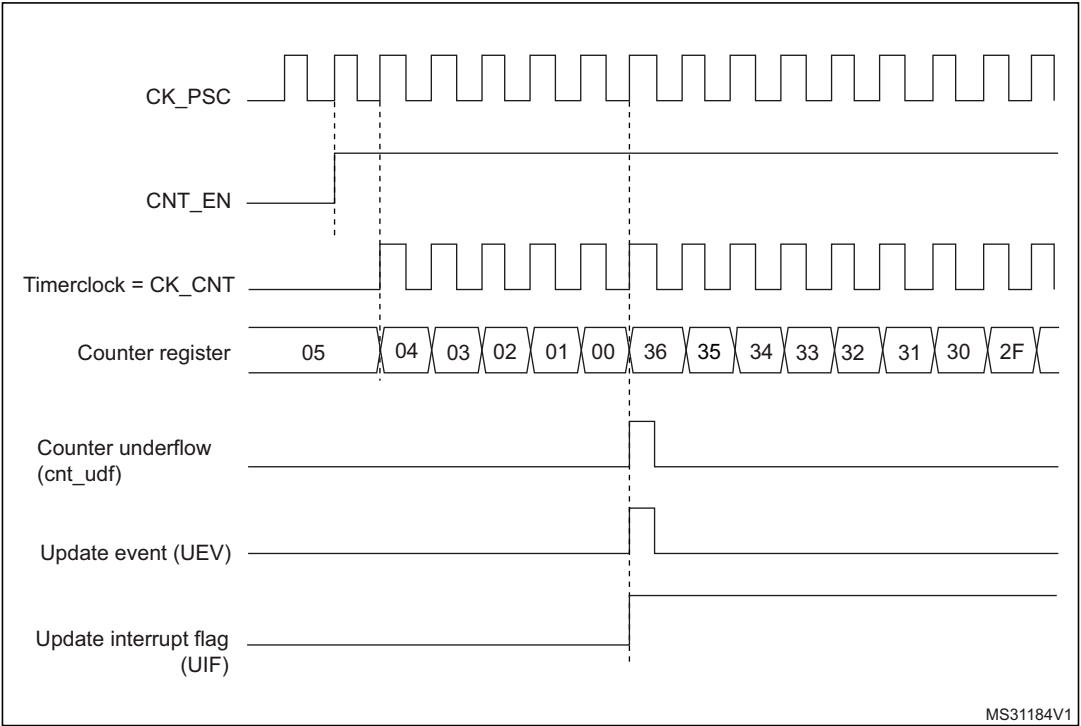 CK_PSC
CNT_EN
Timerclock = CK_CNT
Counter register
05 04 03 02 01 00 36 35 34 33 32 31 30 2F
Counter underflow
(cnt_udf)
Update event (UEV)
Update interrupt flag
(UIF)
MS31184V1